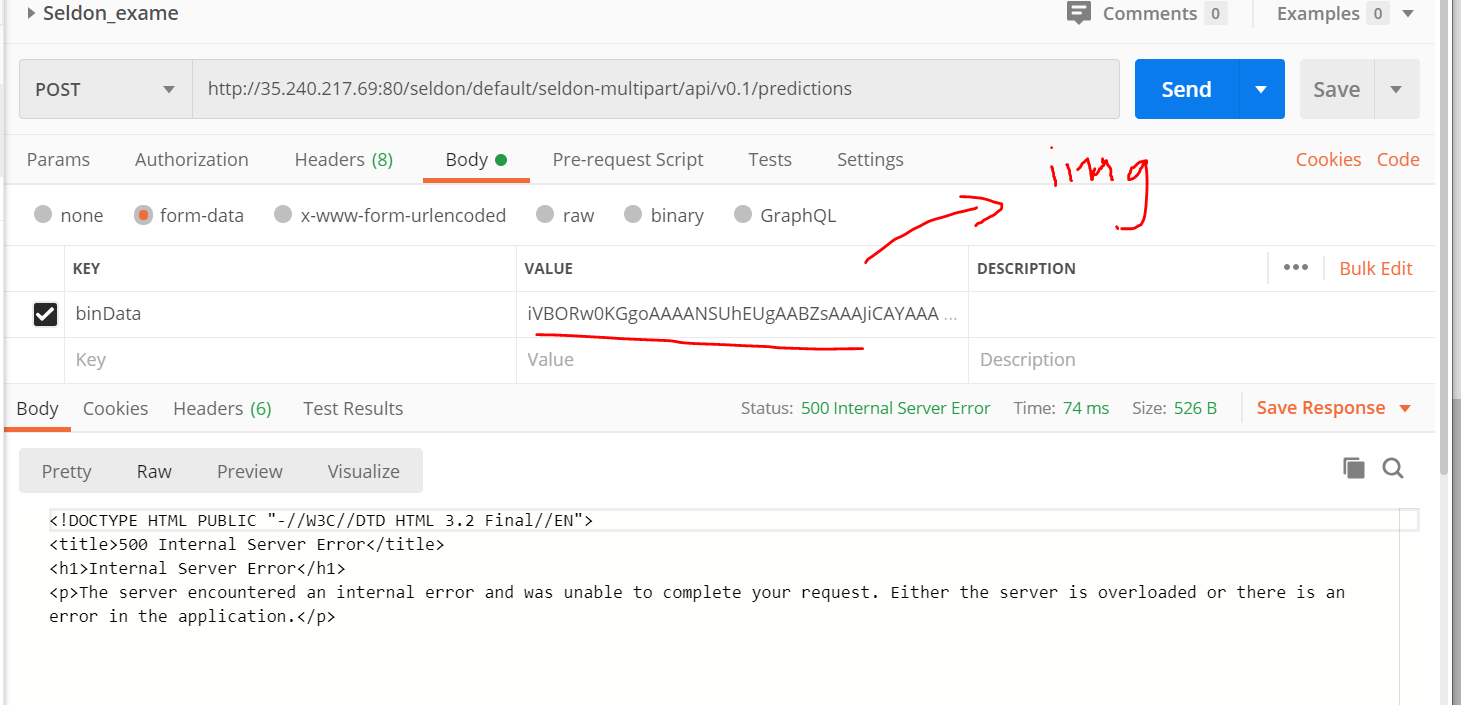 Seldon_exame Comments 0 Examples 0
POST http://35.240.217.69:80/seldon/default/seldon-multipart/api/v0.1/predictions Send Save
Params Authorization Headers (8) Body Pre-request Script Tests Settings Cookies Code
img
none form-data x-www-form-urlencoded raw binary GraphQL
KEY VALUE DESCRIPTION ••• Bulk Edit
binData iVBORw0KGgoAAAANSUhEUgAABZsAAAJiCAYAAA ...
Key Value Description
Body Cookies Headers (6) Test Results Status: 500 Internal Server Error Time: 74 ms Size: 526 B Save Response
Pretty Raw Preview Visualize
<!DOCTYPE HTML PUBLIC "-//W3C//DTD HTML 3.2 Final//EN">
<title>500 Internal Server Error</title>
<h1>Internal Server Error</h1>
<p>The server encountered an internal error and was unable to complete your request. Either the server is overloaded or there is an
error in the application.</p>